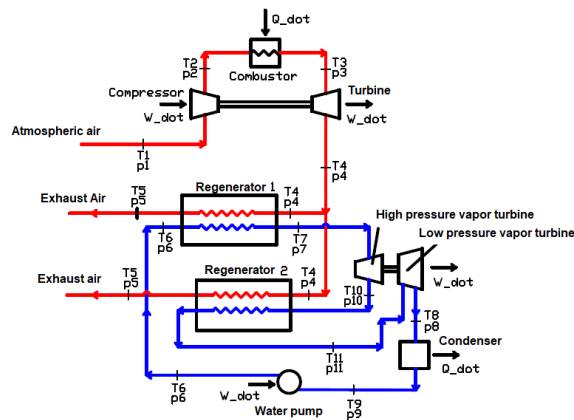 Q_dot
T2
p2
T3
p3
Combustor
Compressor
Turbine
W_dot
W_dot
Atmospheric air
T1
p1
T4
p4
Exhaust Air
T5
p5
Regenerator 1
T4
p4
T6
p6
T7
p7
High pressure vapor turbine
Low pressure vapor turbine
Exhaust air
T5
p5
Regenerator 2
T4
p4
T10
p10
W_dot
T8
p8
T11
p11
Condenser
Q_dot
T6
p6
W_dot
Water pump
T9
p9